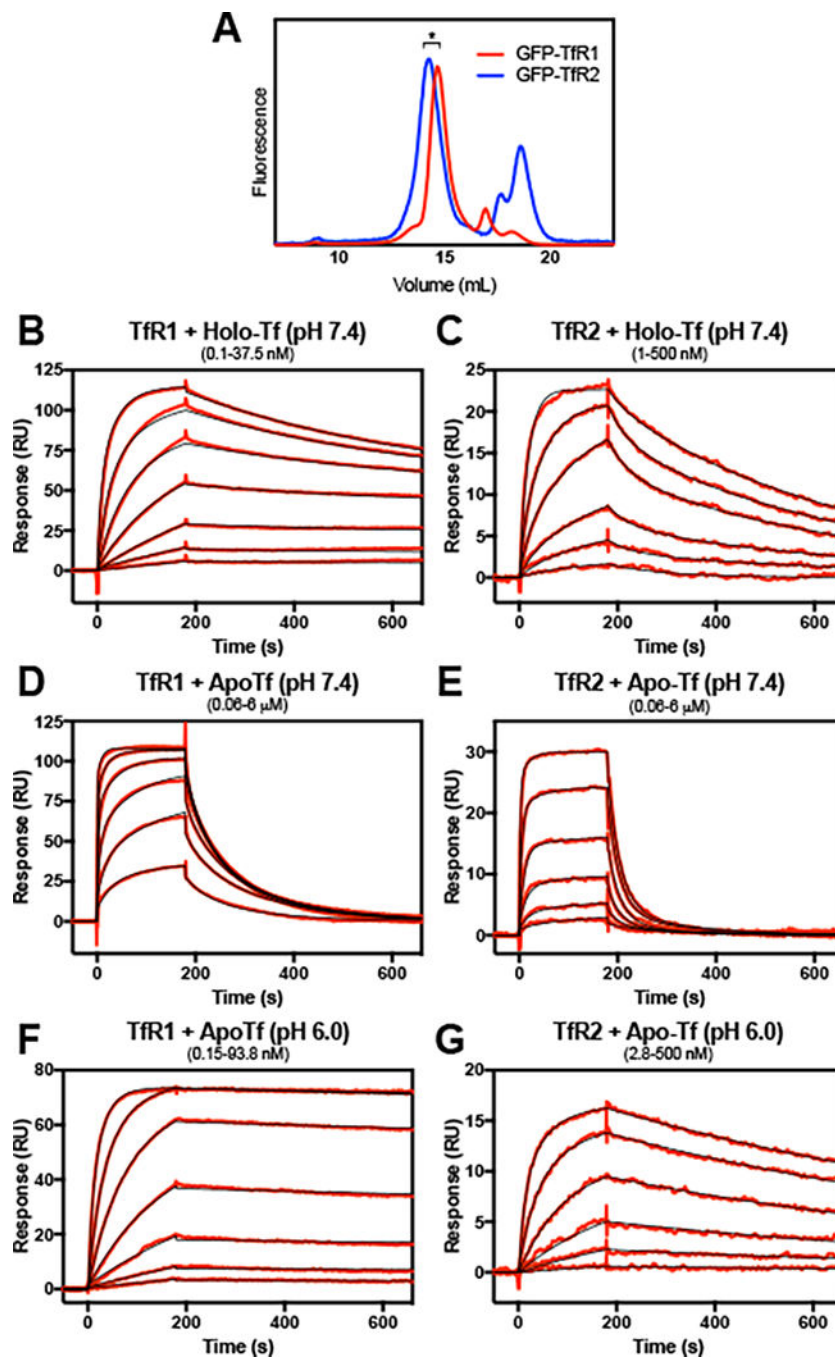 A
*
GFP-TfR1
GFP-TfR2
Fluorescence
10 15 20
Volume (mL)
B
TfR1 + Holo-Tf (pH 7.4)
(0.1-37.5 nM)
125
100
75
50
25
0
Response (RU)
0 200 400 600
Time (s)
C
TfR2 + Holo-Tf (pH 7.4)
(1-500 nM)
25
20
15
10
5
0
Response (RU)
0 200 400 600
Time (s)
D
TfR1 + ApoTf (pH 7.4)
(0.06-6 μM)
125
100
75
50
25
0
Response (RU)
0 200 400 600
Time (s)
E
TfR2 + Apo-Tf (pH 7.4)
(0.06-6 μM)
30
20
10
0
Response (RU)
0 200 400 600
Time (s)
F
TfR1 + ApoTf (pH 6.0)
(0.15-93.8 nM)
80
60
40
20
0
Response (RU)
0 200 400 600
Time (s)
G
TfR2 + Apo-Tf (pH 6.0)
(2.8-500 nM)
20
15
10
5
0
Response (RU)
0 200 400 600
Time (s)